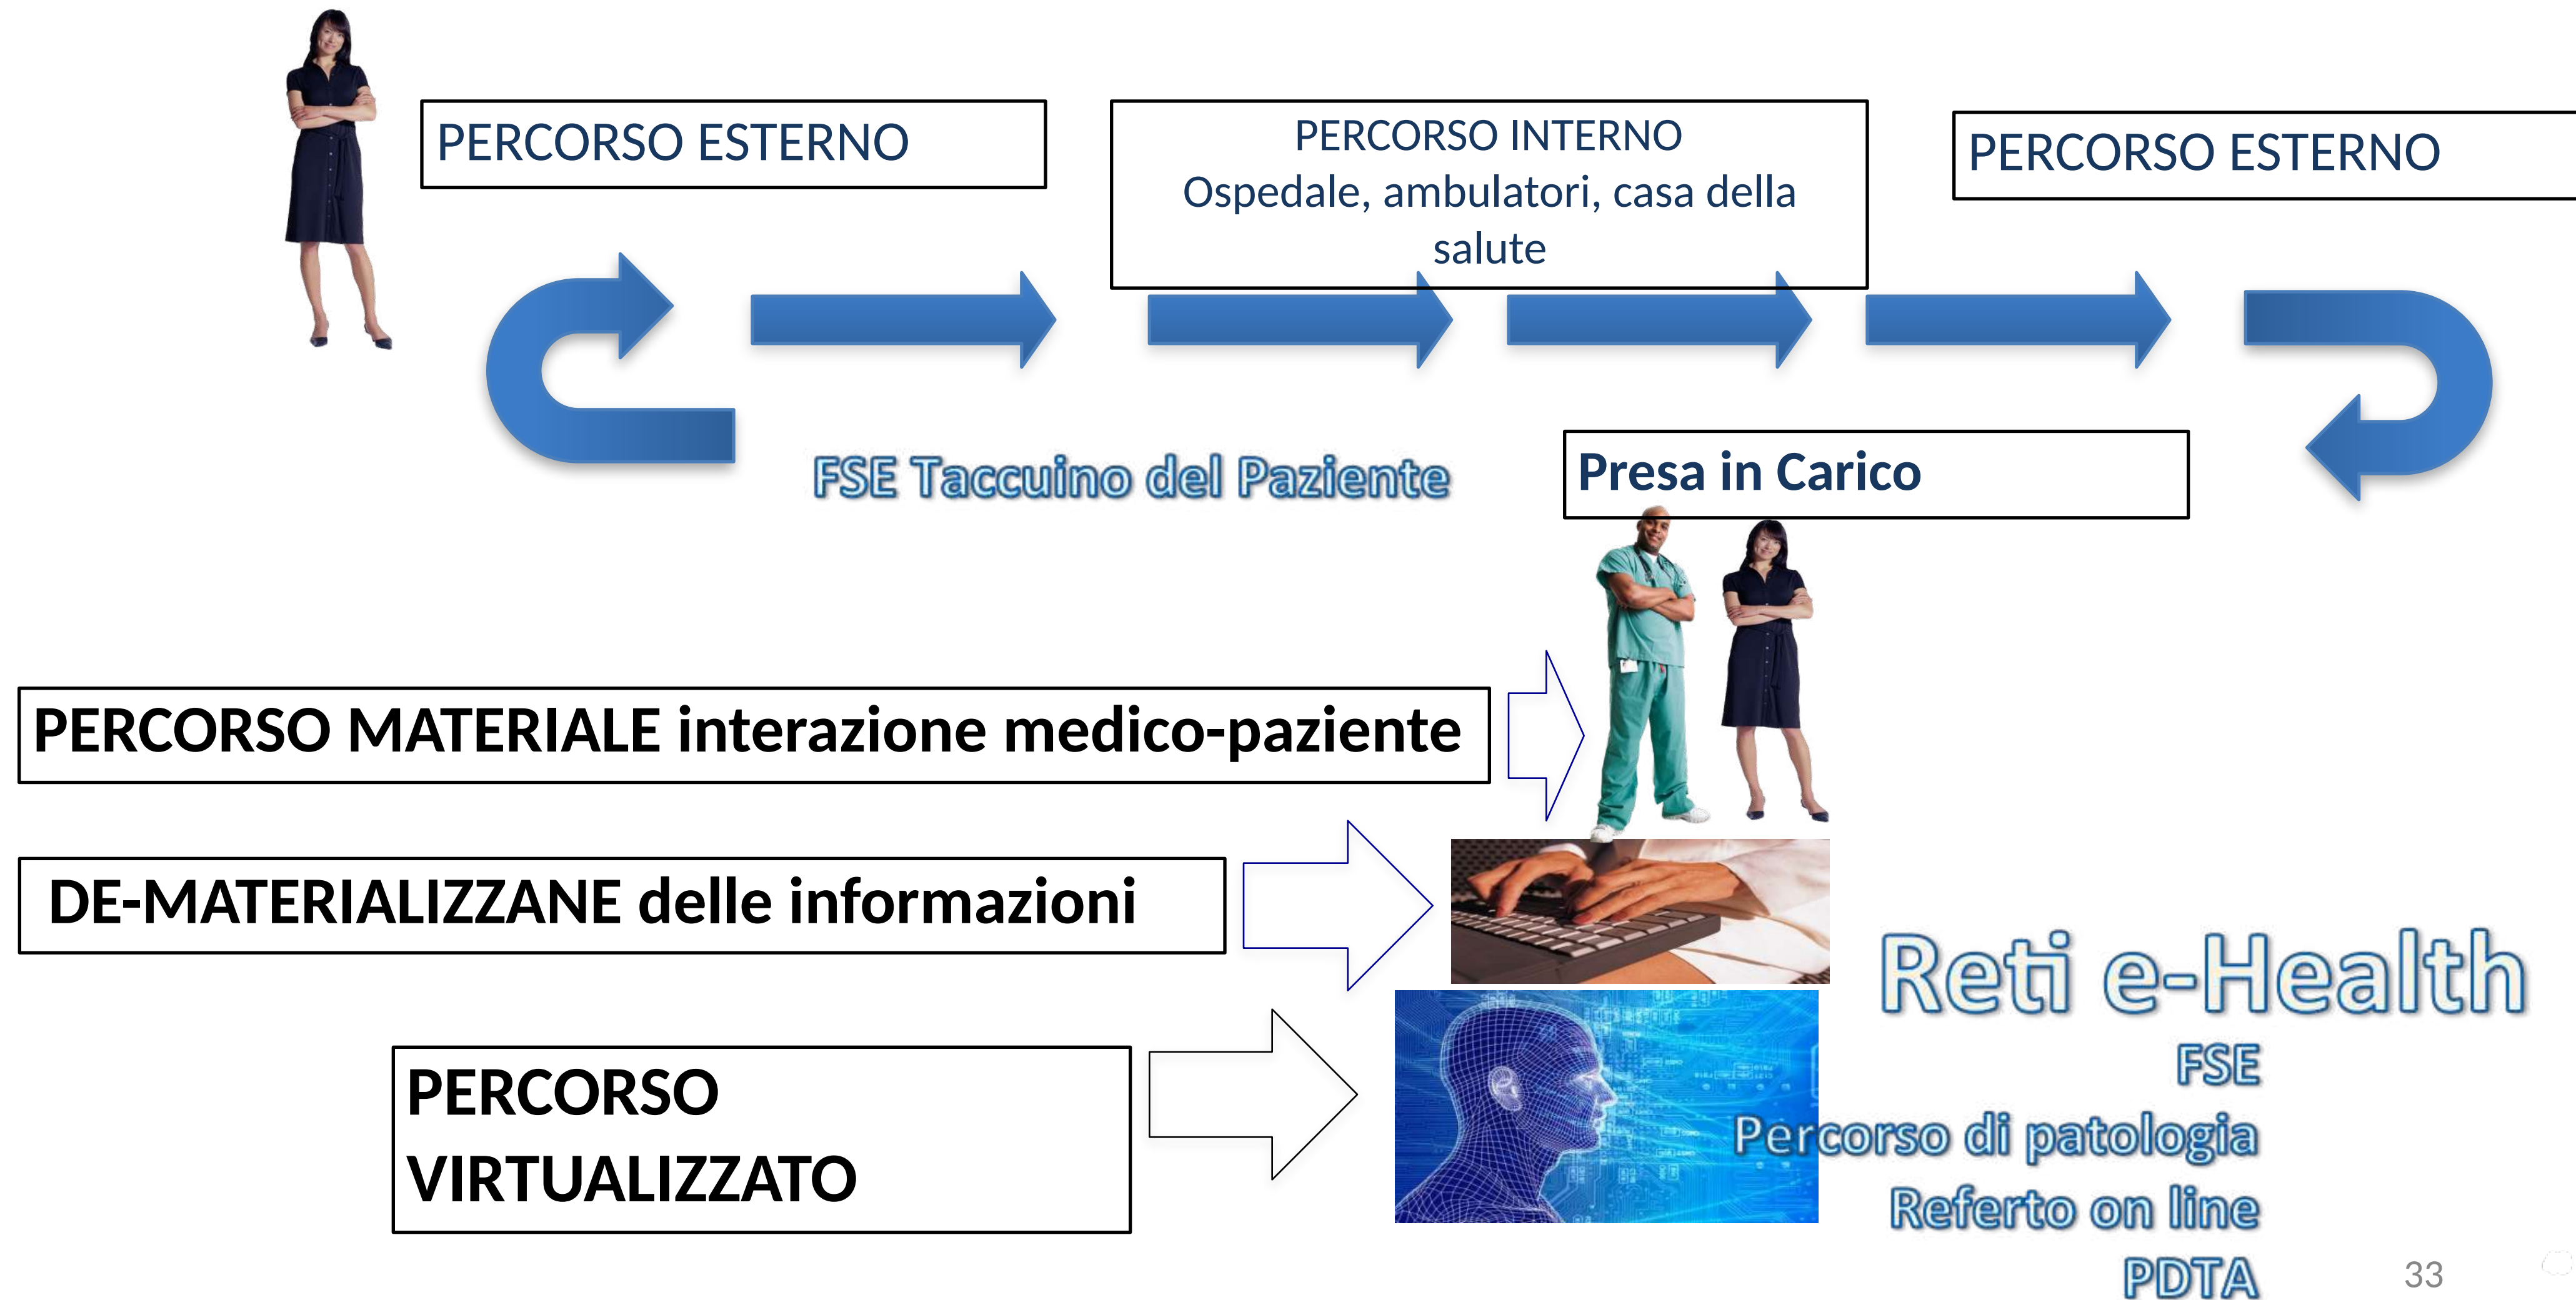 PERCORSO ESTERNO
PERCORSO INTERNO
Ospedale, ambulatori, casa della
salute
PERCORSO ESTERNO
FSE Taccuino del Paziente
Presa in Carico
PERCORSO MATERIALE interazione medico-paziente
DE-MATERIALIZZANE delle informazioni
PERCORSO
VIRTUALIZZATO
Reti e-Health
FSE
Percorso di patologia
Referto on line
PDTA
33